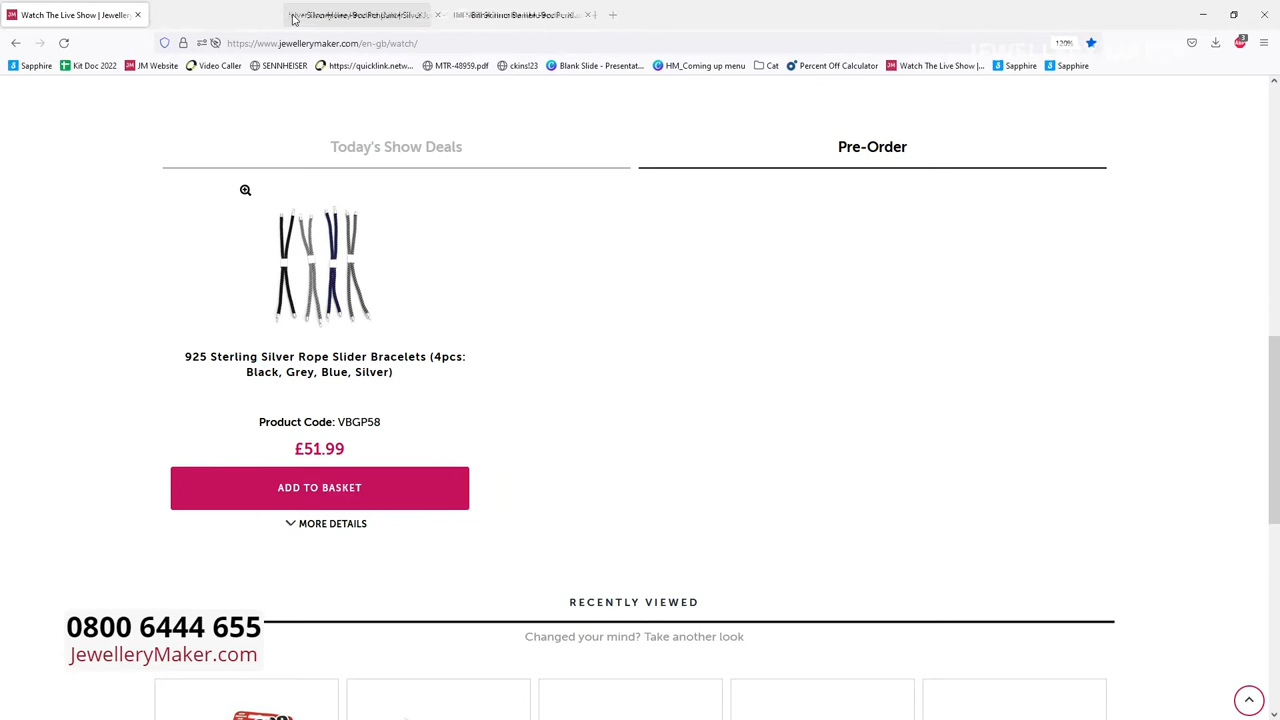 Watch The Live Show | Jeweller
https://www.jewellerymaker.com
gb/watch/
120%
3
Sapphire
Kit Doc 2022
JM Website
Video Caller
SENNHEISER
https://quicklink.netw...
MTR-48959.pdf
ckins!23
Blank Slide - Presentat...
HM_Coming up menu
Cat
Percent Off Calculator
Watch The Live Show |...
Sapphire
Sapphire
JEWELLERYMAKER
Today's Show Deals
Pre-Order
925 Sterling Silver Rope Slider Bracelets (4pcs:
Black, Grey, Blue, Silver)
Product Code: VBGP58
£51.99
ADD TO BASKET
MORE DETAILS
RECENTLY VIEWED
Changed your mind? Take another look
0800 6444 655
JewelleryMaker.com